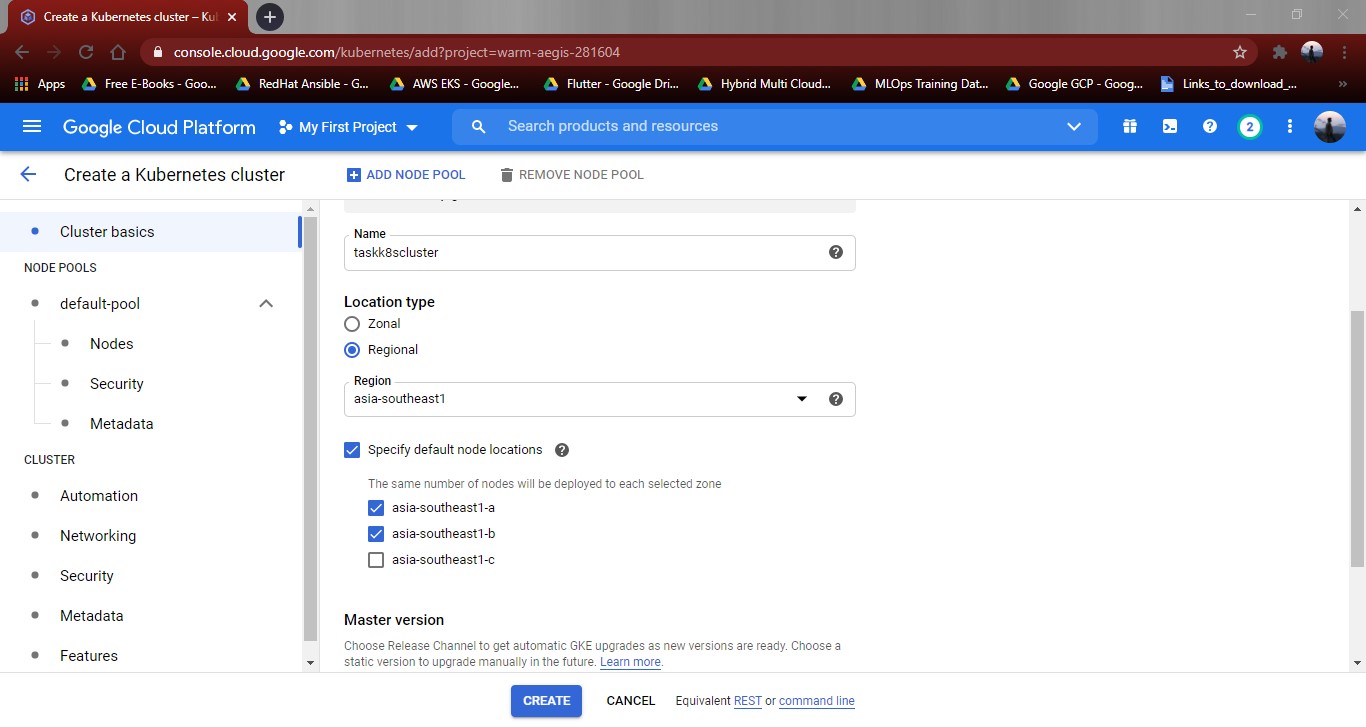 Create a Kubernetes cluster – Ku
console.cloud.google.com/kubernetes/add?project=warm-aegis-281604
Apps Free E-Books - Goo... RedHat Ansible - G... AWS EKS - Google... Flutter - Google Dri... Hybrid Multi Cloud... MLOps Training Dat... Google GCP - Goog... Links_to_download_... »
Google Cloud Platform My First Project Search products and resources 2
Create a Kubernetes cluster ADD NODE POOL REMOVE NODE POOL
Cluster basics
NODE POOLS
default-pool
Nodes
Security
Metadata
CLUSTER
Automation
Networking
Security
Metadata
Features
Name
taskk8scluster
Location type
Zonal
Regional
Region
asia-southeast1
Specify default node locations
The same number of nodes will be deployed to each selected zone
asia-southeast1-a
asia-southeast1-b
asia-southeast1-c
Master version
Choose Release Channel to get automatic GKE upgrades as new versions are ready. Choose a
static version to upgrade manually in the future. Learn more.
CREATE CANCEL Equivalent REST or command line